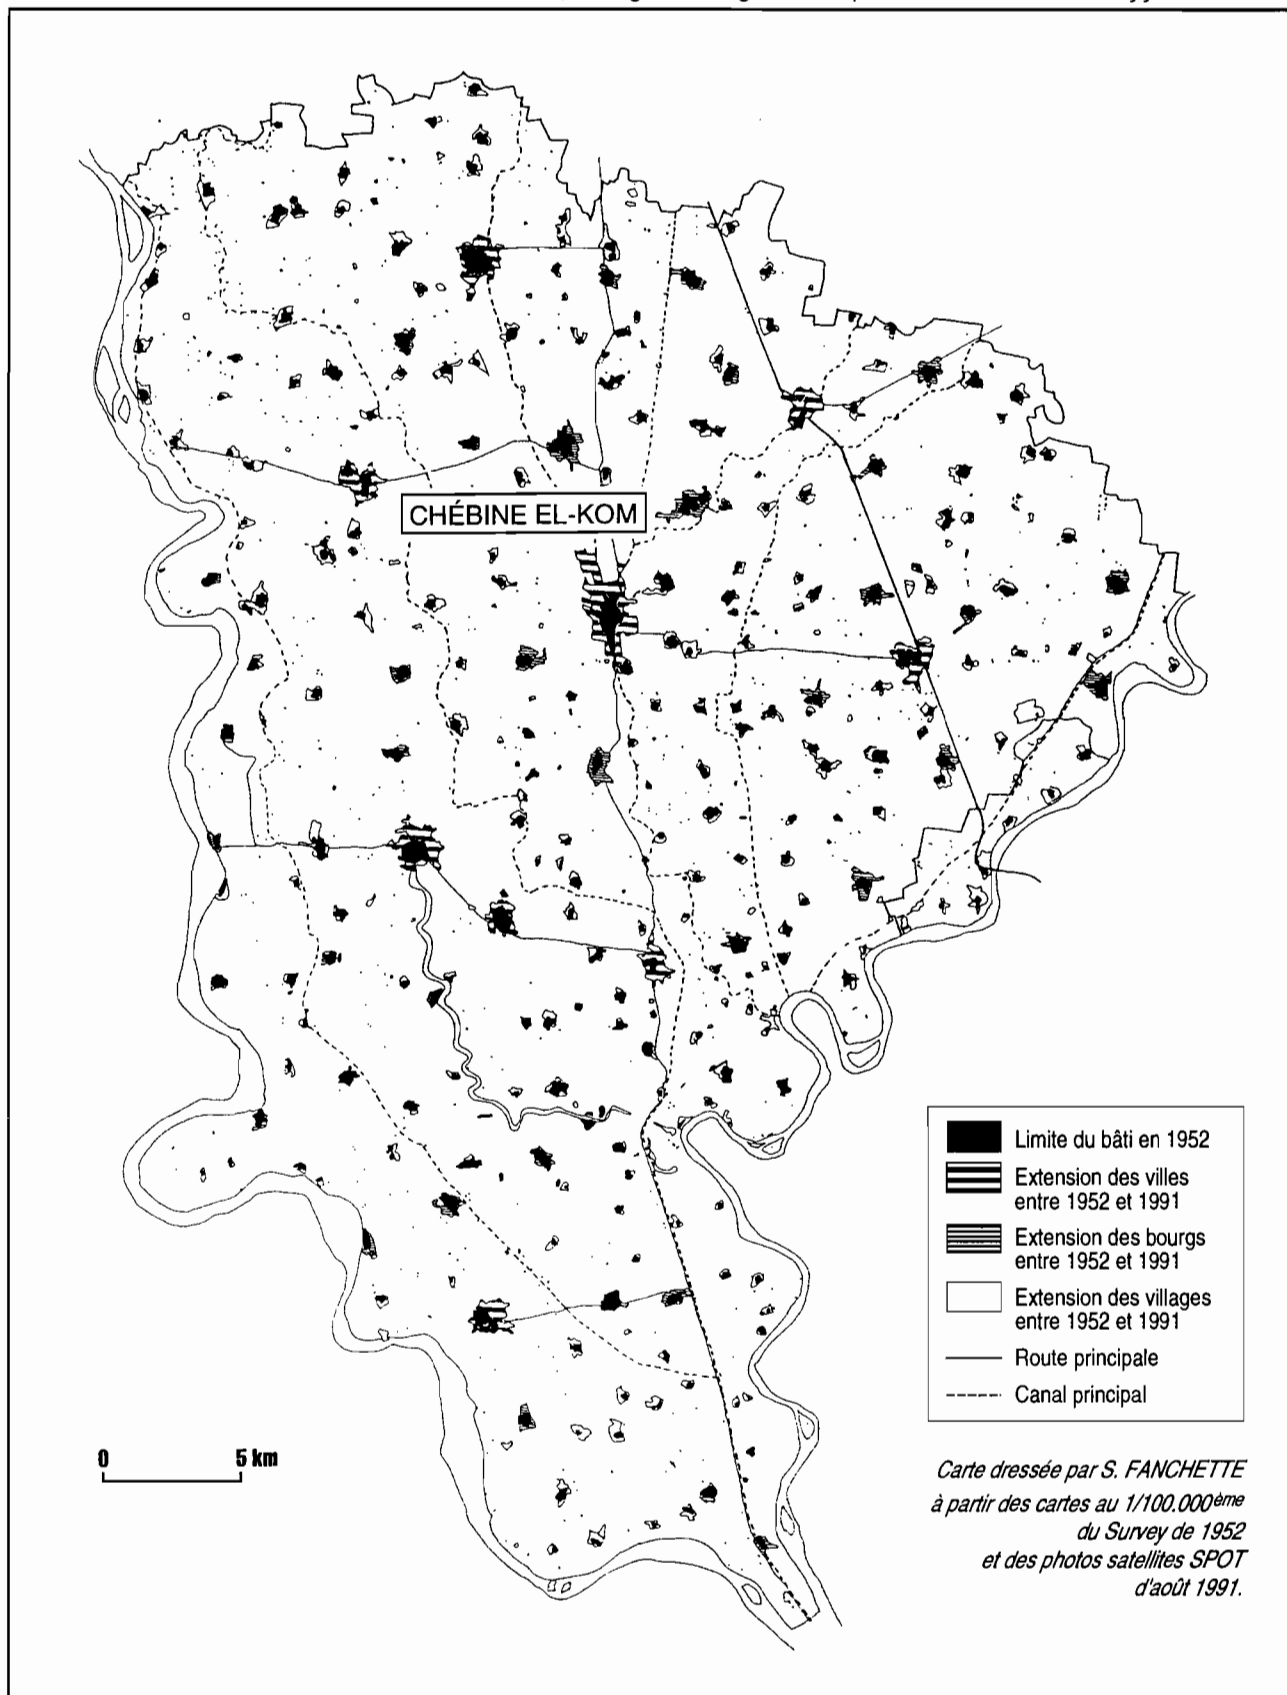 CHÉBINE EL-KOM
Limite du bâti en 1952
Extension des villes
entre 1952 et 1991
Extension des bourgs
entre 1952 et 1991
Extension des villages
entre 1952 et 1991
Route principale
Canal principal
0 5 km
Carte dressée par S. FANCHETTE
à partir des cartes au 1/100.000ème
du Survey de 1952
et des photos satellites SPOT
d'août 1991.